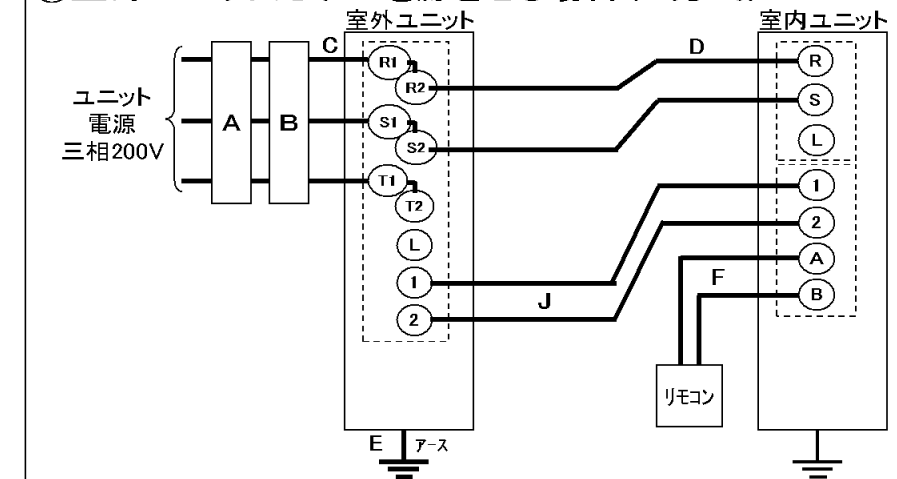 室外ユニット
室内ユニット
ユニット
電源
三相200V
A
B
C
R1
R2
S1
S2
T1
T2
L
1
2
D
J
F
R
S
L
1
2
A
B
リモコン
E
アース